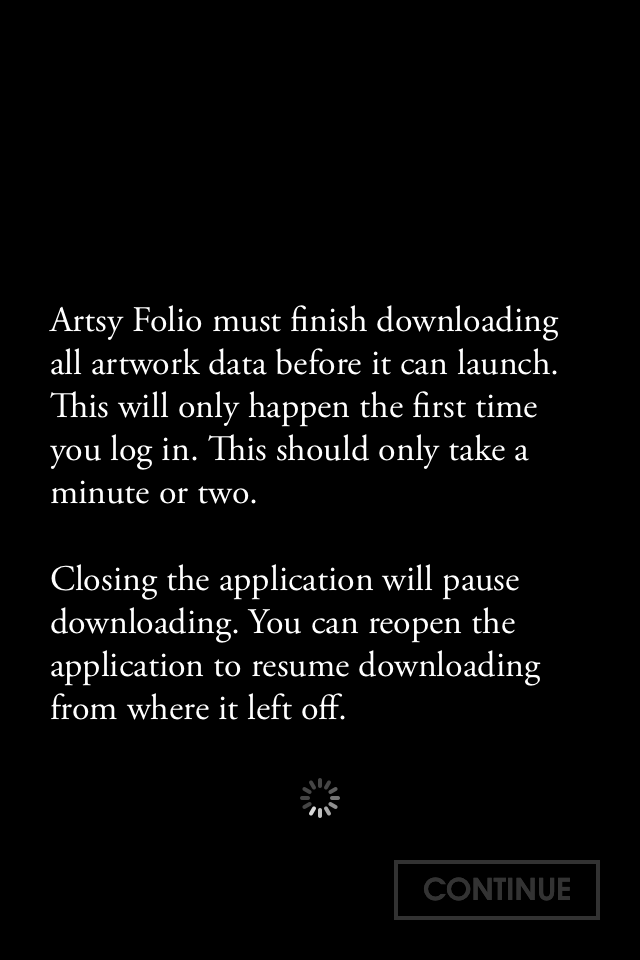 Artsy Folio must finish downloading
all artwork data before it can launch.
This will only happen the first time
you log in. This should only take a
minute or two.
Closing the application will pause
downloading. You can reopen the
application to resume downloading
from where it left off.
CONTINUE